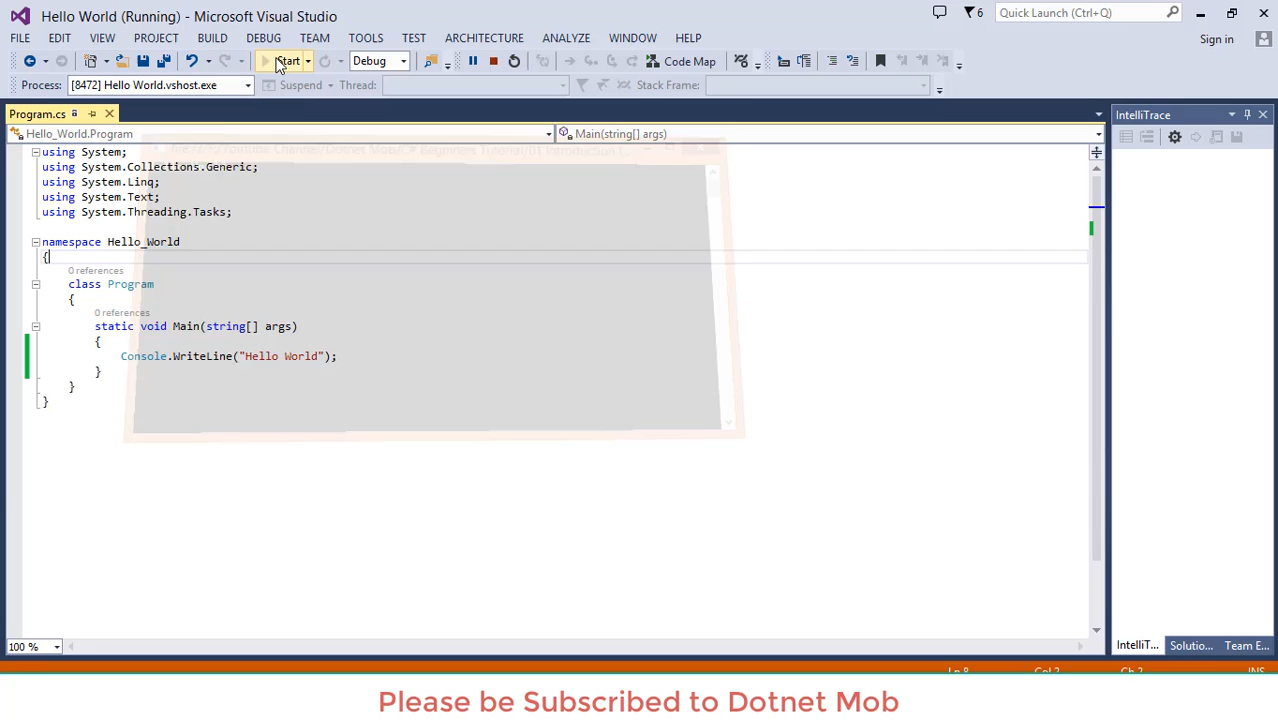 Hello World (Running) - Microsoft Visual Studio
6
Quick Launch (Ctrl+Q)
FILE EDIT VIEW PROJECT BUILD DEBUG TEAM TOOLS TEST ARCHITECTURE ANALYZE WINDOW HELP
Sign in
Start Debug Code Map
Process: [8472] Hello World.vshost.exe Suspend Thread: Stack Frame:
Program.cs
IntelliTrace
Hello_World.Program Main(string[] args)
using System;
using System.Collections.Generic;
using System.Linq;
using System.Text;
using System.Threading.Tasks;
namespace Hello_World
{
0 references
class Program
{
0 references
static void Main(string[] args)
{
Console.WriteLine("Hello World");
}
}
}
100 %
IntelliT... Solutio... Team E...
Ln 8 Col 2 Ch 2 INS
Please be Subscribed to Dotnet Mob